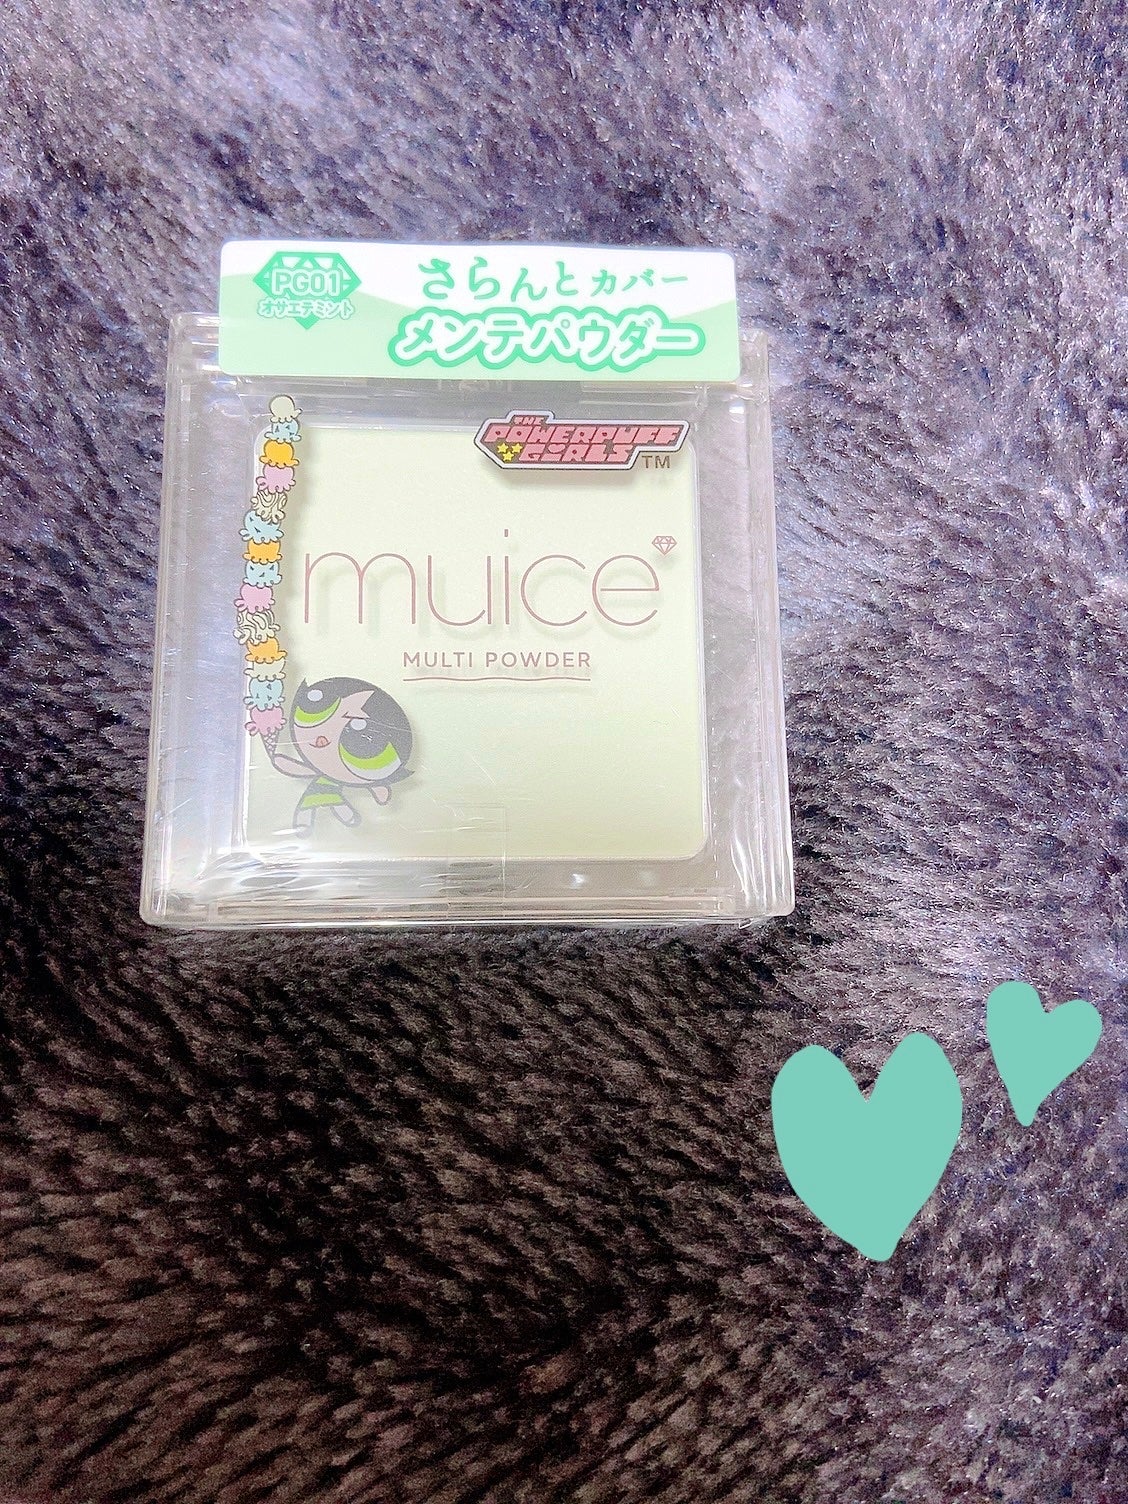 PG01
オサエテミント
さらんとカバー
メンテパウダー
THE
POWERPUFF
GIRLS
TM
muice
MULTI POWDER